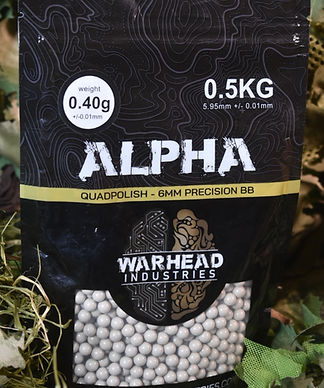 weight
0.40g
+/-0.01mm
0.5KG
5.95mm +/- 0.01mm
ALPHA
QUADPOLISH - 6MM PRECISION BB
WARHEAD
INDUSTRIES